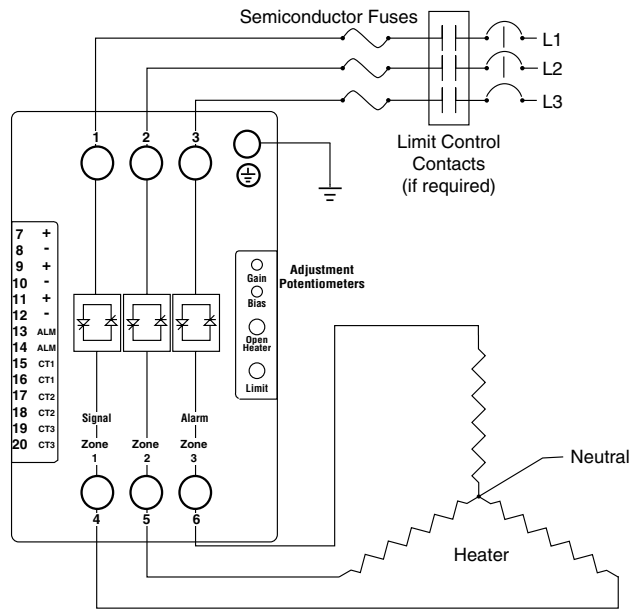 Semiconductor Fuses
L1
L2
L3
Limit Control
Contacts
(if required)
1 2 3
7 +
8 -
9 +
10 -
11 +
12 -
13 ALM
14 ALM
15 CT1
16 CT1
17 CT2
18 CT2
19 CT3
20 CT3
Gain
Bias
Open
Heater
Limit
Adjustment
Potentiometers
Signal Alarm
Zone Zone Zone
1 2 3
4 5 6
Neutral
Heater